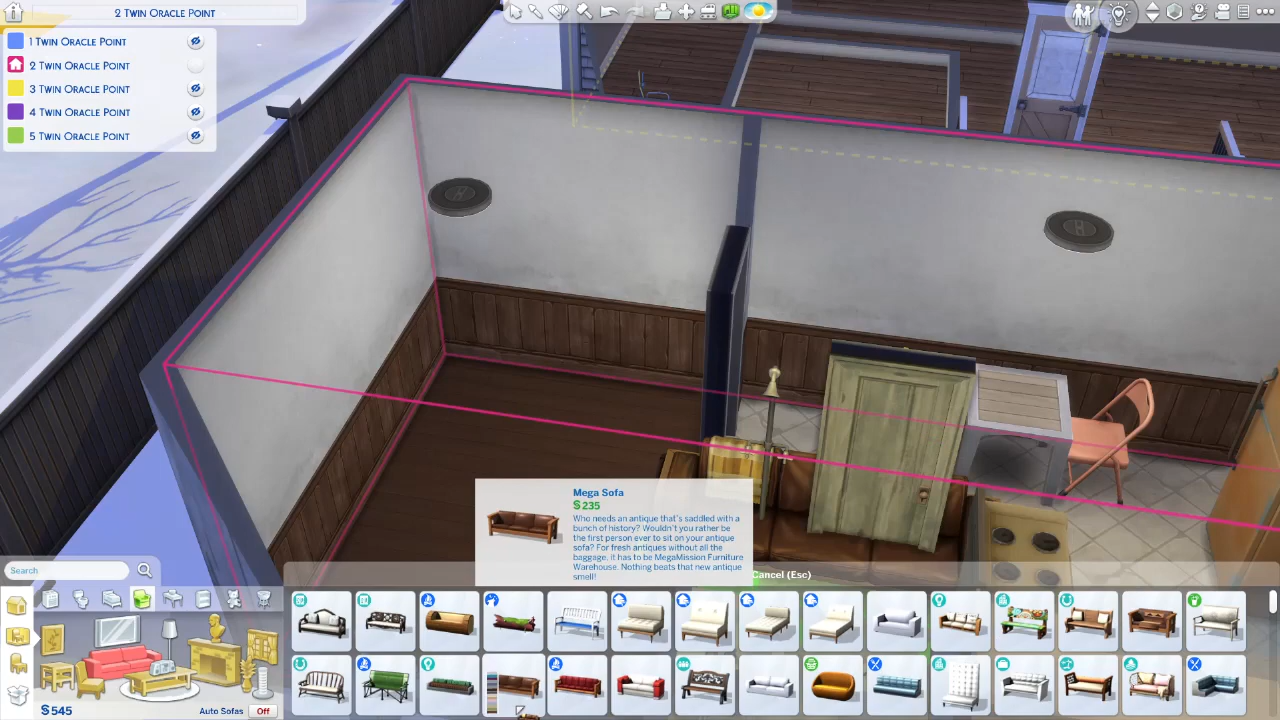 2 Twin Oracle Point
1 Twin Oracle Point
2 Twin Oracle Point
3 Twin Oracle Point
4 Twin Oracle Point
5 Twin Oracle Point
Mega Sofa
§235
Who needs an antique that's saddled with a
bunch of history? Wouldn't you rather be
the first person ever to sit on your antique
sofa? For fresh antiques without all the
baggage, it has to be MegaMission Furniture
Warehouse. Nothing beats that new antique
smell!
Cancel (Esc)
Search
§545
Auto Sofas
Off